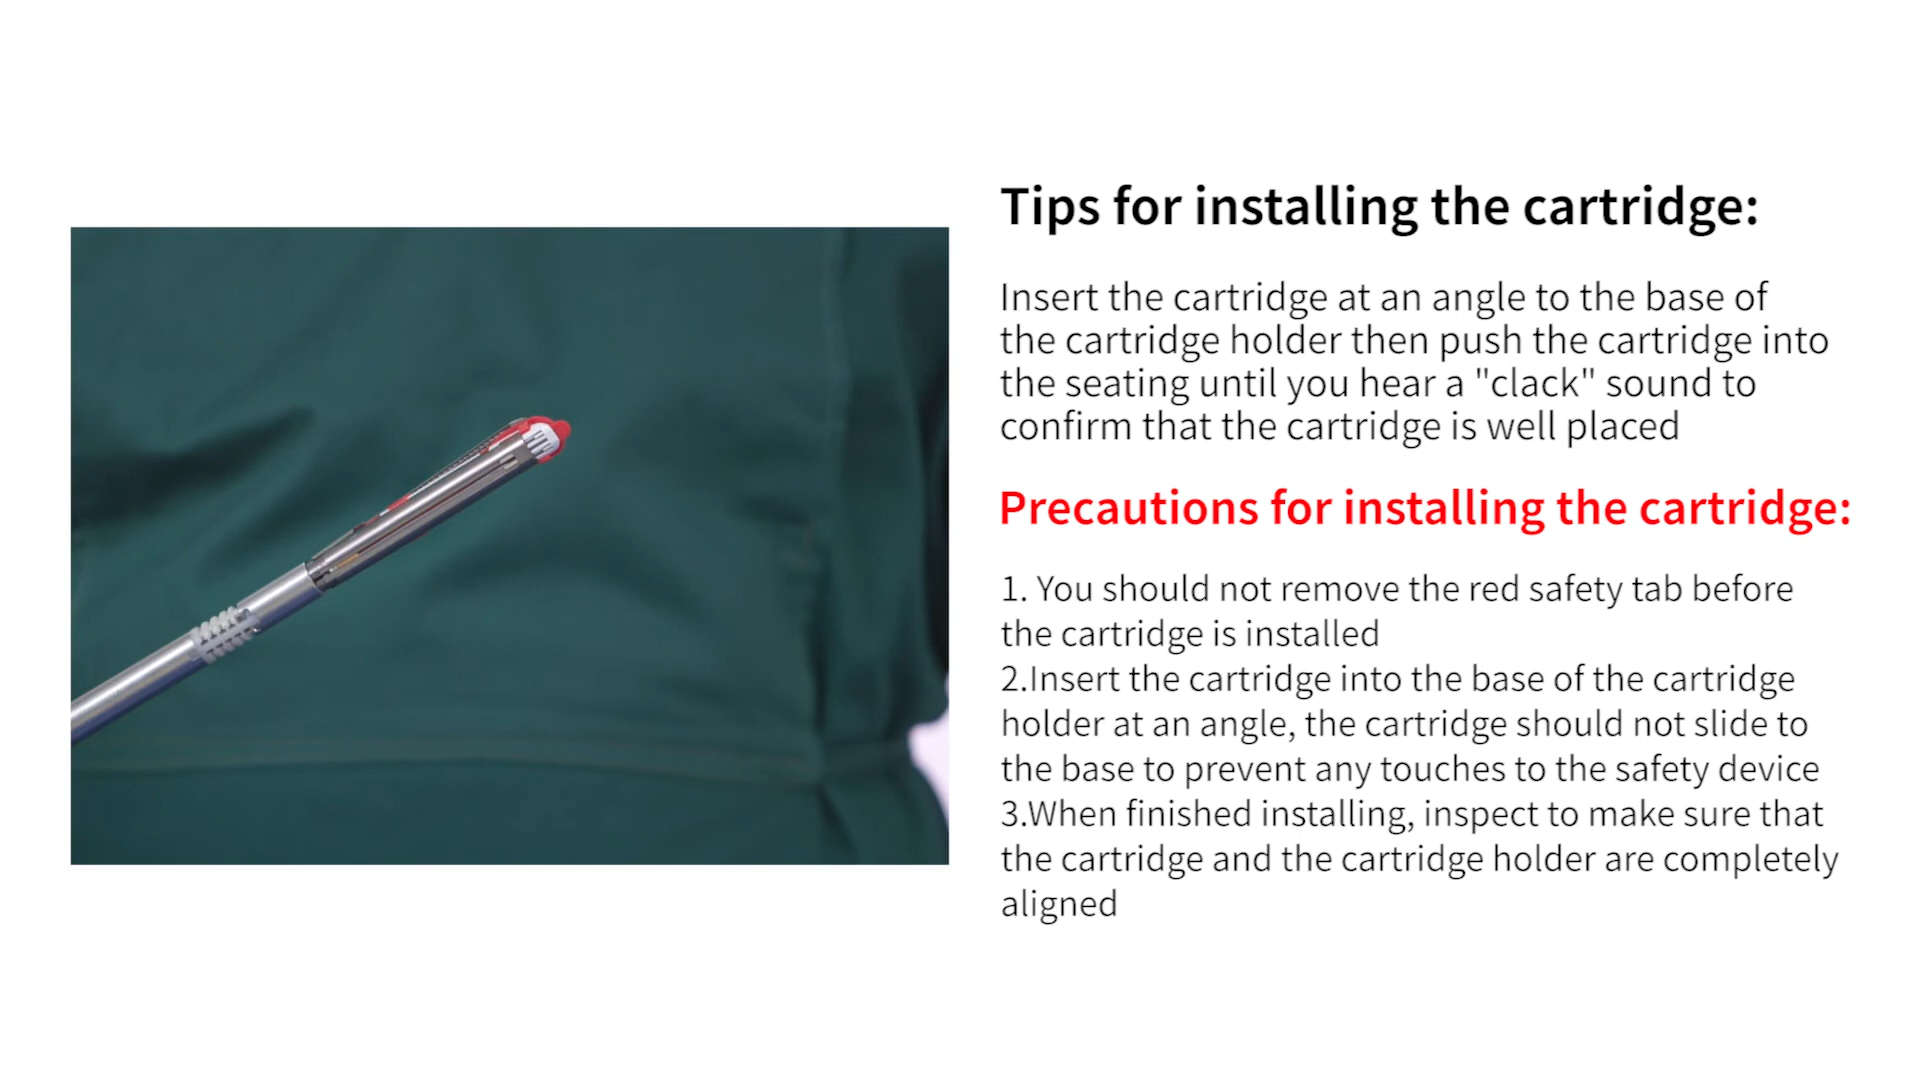 Tips for installing the cartridge:
Insert the cartridge at an angle to the base of
the cartridge holder then push the cartridge into
the seating until you hear a "clack" sound to
confirm that the cartridge is well placed
Precautions for installing the cartridge:
1. You should not remove the red safety tab before
the cartridge is installed
2.Insert the cartridge into the base of the cartridge
holder at an angle, the cartridge should not slide to
the base to prevent any touches to the safety device
3.When finished installing, inspect to make sure that
the cartridge and the cartridge holder are completely
aligned